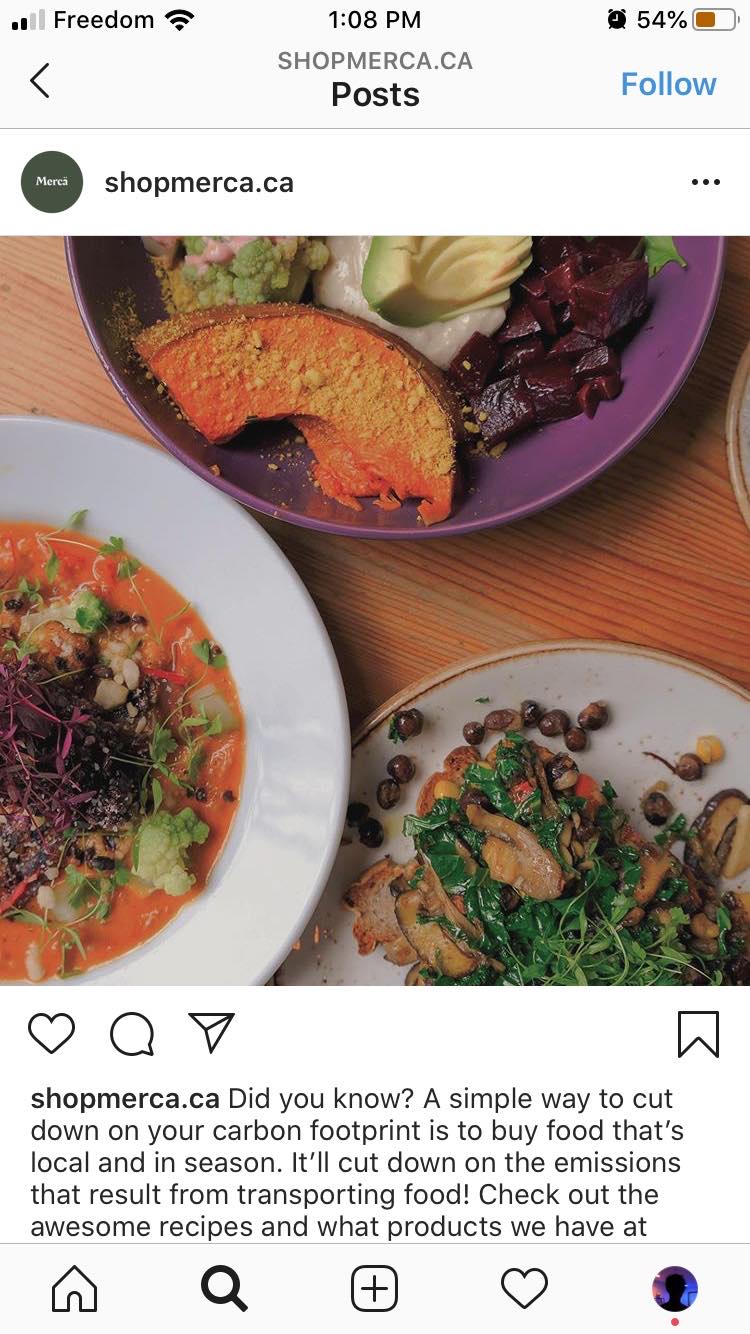 Freedom 1:08 PM 54%
SHOPMERCA.CA
Posts
Follow
Mercä
shopmerca.ca
shopmerca.ca Did you know? A simple way to cut
down on your carbon footprint is to buy food that’s
local and in season. It’ll cut down on the emissions
that result from transporting food! Check out the
awesome recipes and what products we have at